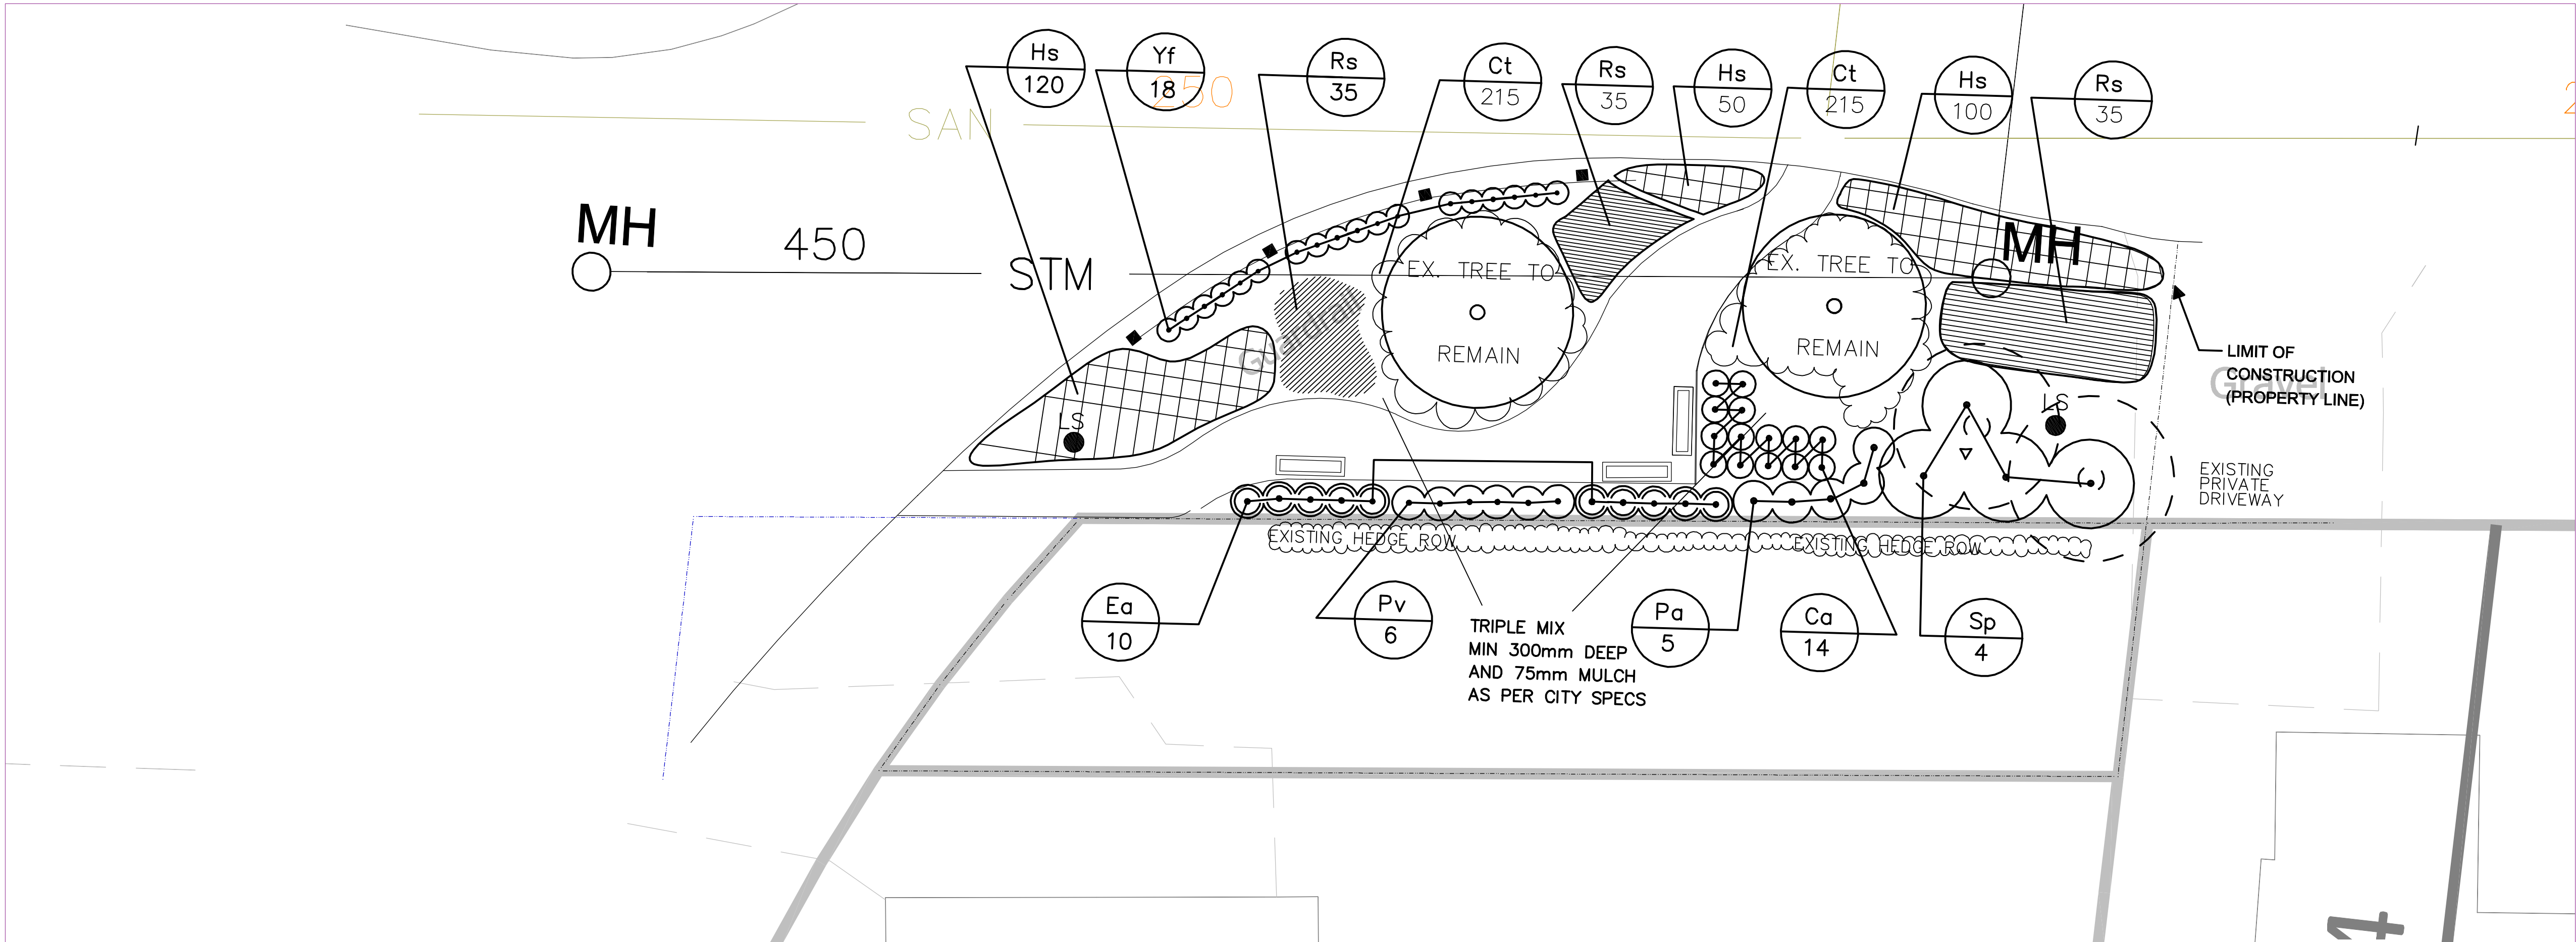 Hs
120
Yf
18
250
Rs
35
Ct
215
Rs
35
Hs
50
Ct
215
Hs
100
Rs
35
SAN
MH
450
STM
MH
EX. TREE TO
REMAIN
EX. TREE TO
REMAIN
Guardrail
LIMIT OF
CONSTRUCTION
(PROPERTY LINE)
Gravel
LS
LS
EXISTING
PRIVATE
DRIVEWAY
EXISTING HEDGE ROW
EXISTING HEDGE ROW
Ea
10
Pv
6
TRIPLE MIX
MIN 300mm DEEP
AND 75mm MULCH
AS PER CITY SPECS
Pa
5
Ca
14
Sp
4